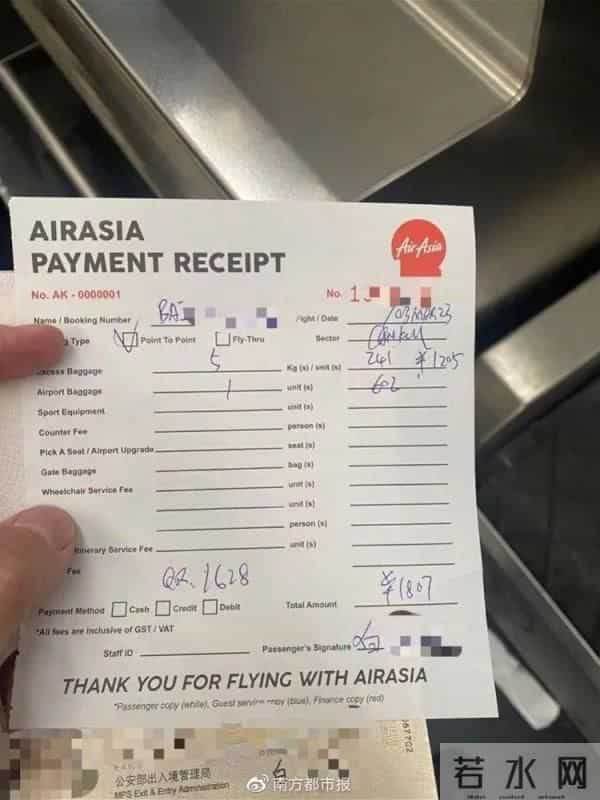 AIRASIA
PAYMENT RECEIPT
AirAsia
No. AK - 0000001
No. 1
Name / Booking Number
/ight / Date /03MAR23
g Type Point To Point Fly-Thru Sector
Excess Baggage 5 Kg (s) / unit (s) 241 ¥1205
Airport Baggage 1 unit (s) 602
Sport Equipment unit (s)
Counter Fee person (s)
Pick A Seat / Airport Upgrade seat (s)
Gate Baggage bag (s)
Wheelchair Service Fee unit (s)
unit (s)
person (s)
Itinerary Service Fee unit (s)
Fee
1628 ¥1807
Payment Method Cash Credit Debit Total Amount
*All fees are inclusive of GST / VAT
Staff ID Passenger's Signature
THANK YOU FOR FLYING WITH AIRASIA
*Passenger copy (white), Guest service copy (blue), Finance copy (red)
公安部出入境管理局
MPS Exit & Entry Administration
6
南方都市报
若水网